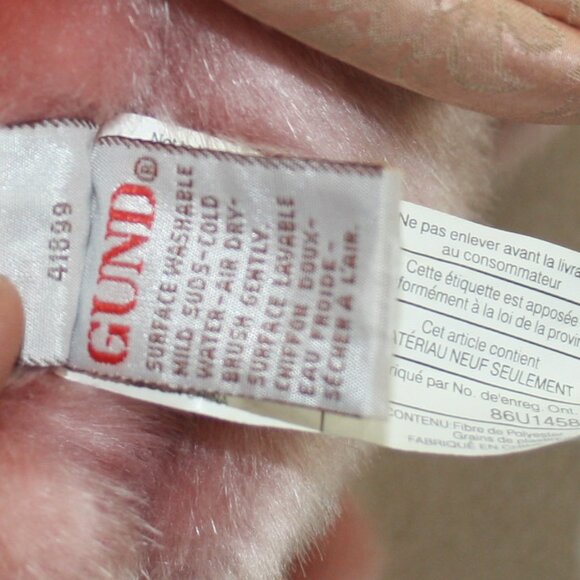 41899
GUND®
SURFACE WASHABLE
MILD SUDS-COLD
WATER-AIR DRY-
BRUSH GENTLY.
SURFACE LAVABLE
CHIFFON DOUX-
EAU FROIDE-
SÉCHER À L'AIR.
Ne pas enlever avant la livra
au consommateur
Cette étiquette est apposée
formément à la loi de la provin
Cet article contient
ATÉRIAU NEUF SEULEMENT
riqué par No. de'enreg. Ont.
86U1458
CONTENU: Fibre de Polyester
Grains de
FABRIQUÉ EN